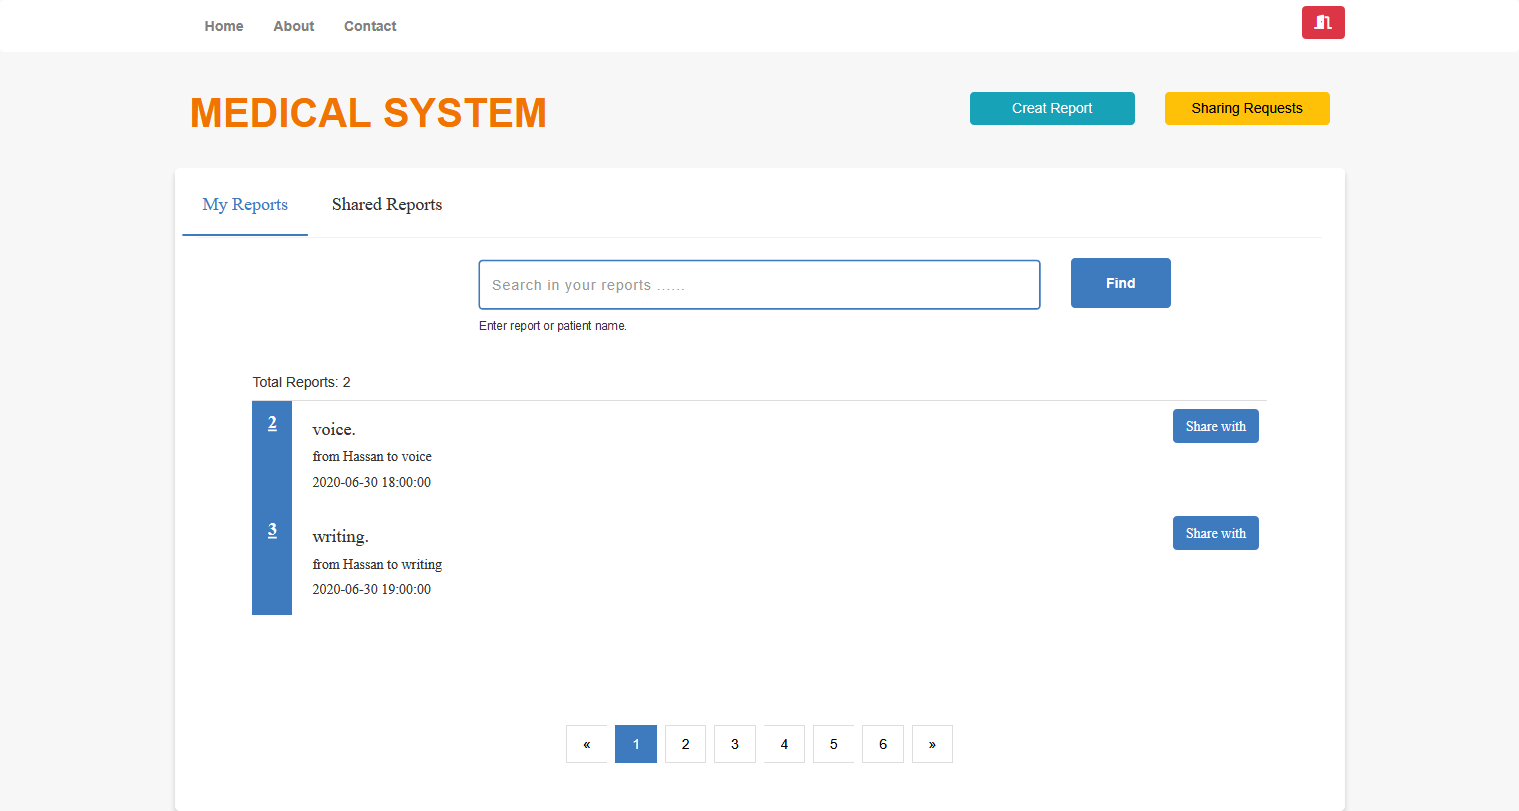 Home About Contact
MEDICAL SYSTEM
Creat Report
Sharing Requests
My Reports Shared Reports
Search in your reports ......
Find
Enter report or patient name.
Total Reports: 2
2
voice.
Share with
from Hassan to voice
2020-06-30 18:00:00
3
writing.
Share with
from Hassan to writing
2020-06-30 19:00:00
« 1 2 3 4 5 6 »